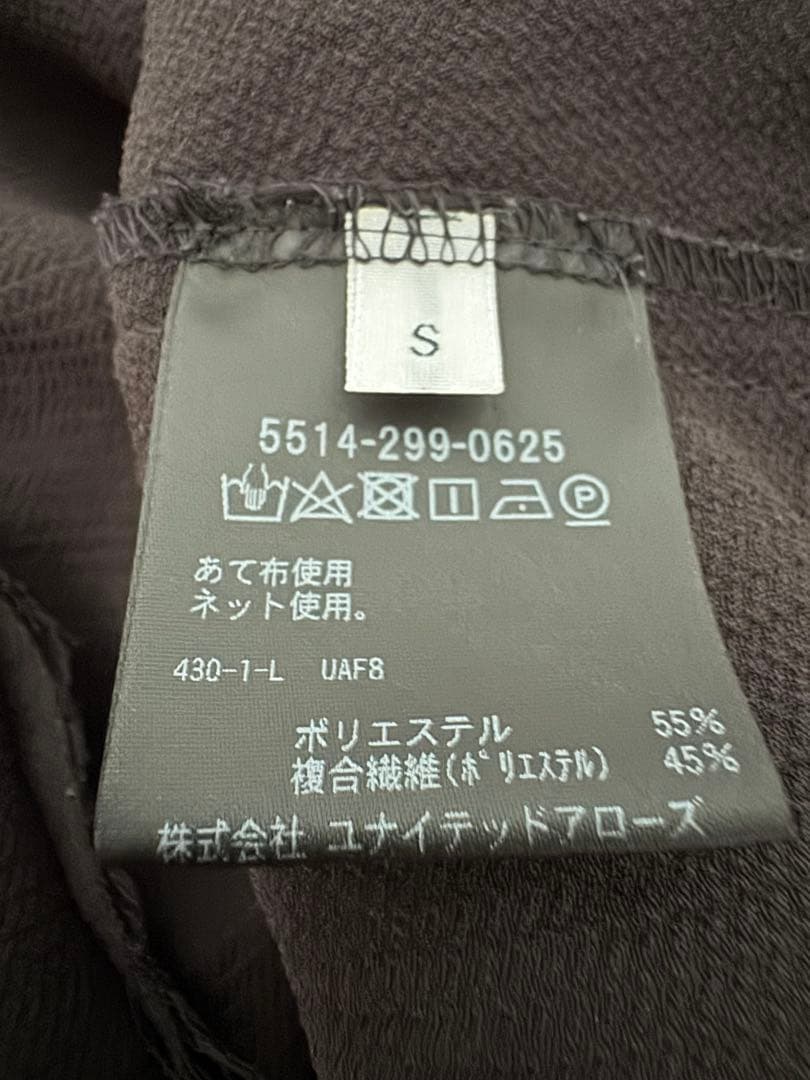 S
5514-299-0625
P
あて布使用
ネット使用。
430-1-L UAF8
ポリエステル 55%
複合繊維(ポリエステル) 45%
株式会社 ユナイテッドアローズ